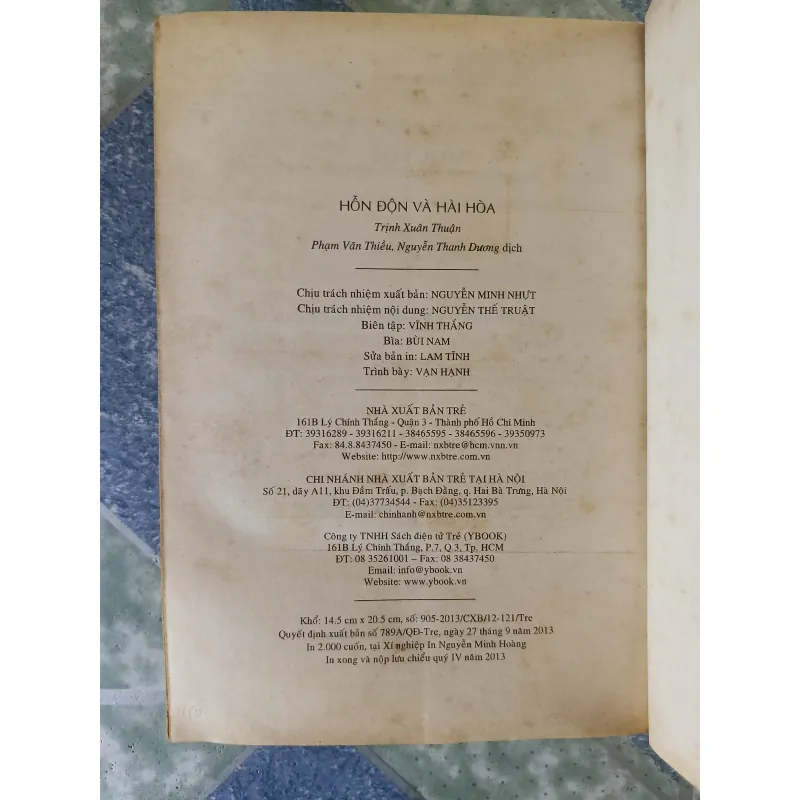 HỖN ĐỘN VÀ HÀI HÒA
Trịnh Xuân Thuận
Phạm Văn Thiều, Nguyễn Thanh Dương dịch
Chịu trách nhiệm xuất bản: NGUYỄN MINH NHỰT
Chịu trách nhiệm nội dung: NGUYỄN THẾ TRUẬT
Biên tập: VĨNH THẮNG
Bìa: BÙI NAM
Sửa bản in: LAM TĨNH
Trình bày: VẠN HẠNH
NHÀ XUẤT BẢN TRẺ
161B Lý Chính Thắng - Quận 3 - Thành phố Hồ Chí Minh
ĐT: 39316289 - 39316211 - 38465595 - 38465596 - 39350973
Fax: 84.8.8437450 - E-mail: nxbtre@hcm.vnn.vn
Website: http://www.nxbtre.com.vn
CHI NHÁNH NHÀ XUẤT BẢN TRẺ TẠI HÀ NỘI
Số 21, dãy A11, khu Đầm Trấu, p. Bạch Đằng, q. Hai Bà Trưng, Hà Nội
ĐT: (04)37734544 - Fax: (04)35123395
E-mail: chinhanh@nxbtre.com.vn
Công ty TNHH Sách điện tử Trẻ (YBOOK)
161B Lý Chính Thắng, P.7, Q.3, Tp. HCM
ĐT: 08 35261001 – Fax: 08 38437450
Email: info@ybook.vn
Website: www.ybook.vn
Khổ: 14.5 cm x 20.5 cm, số: 905-2013/CXB/12-121/Tre
Quyết định xuất bản số 789A/QĐ-Tre, ngày 27 tháng 9 năm 2013
In 2.000 cuốn, tại Xí nghiệp In Nguyễn Minh Hoàng
In xong và nộp lưu chiểu quý IV năm 2013